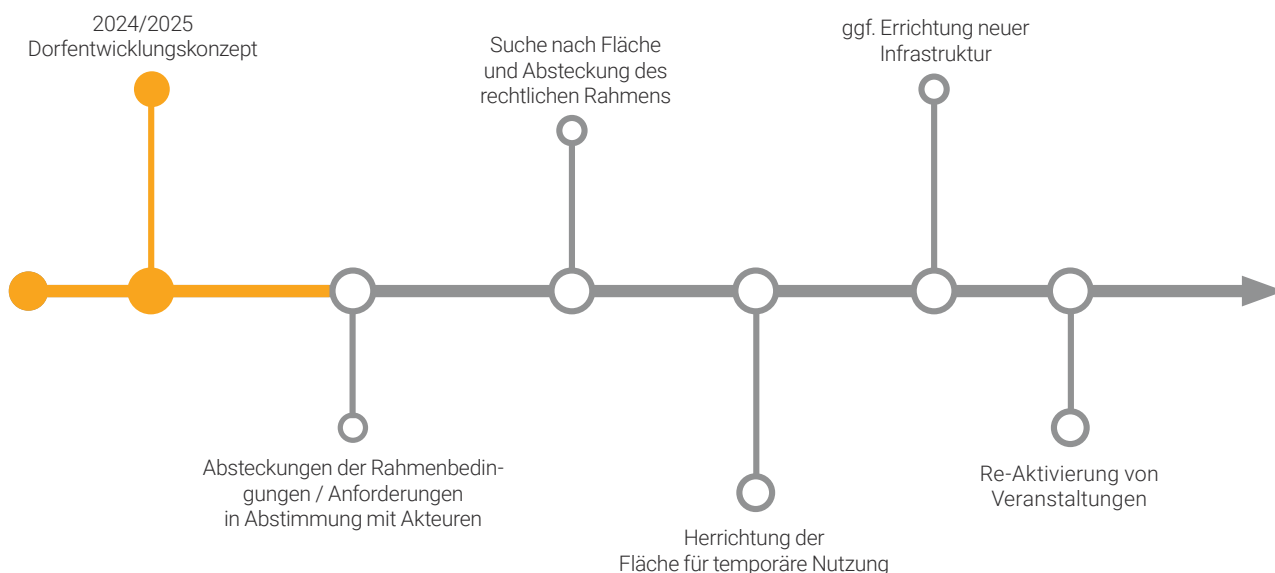 2024/2025
Dorfentwicklungskonzept
Absteckungen der Rahmenbedin-
gungen / Anforderungen
in Abstimmung mit Akteuren
Suche nach Fläche
und Absteckung des
rechtlichen Rahmens
Herrichtung der
Fläche für temporäre Nutzung
ggf. Errichtung neuer
Infrastruktur
Re-Aktivierung von
Veranstaltungen